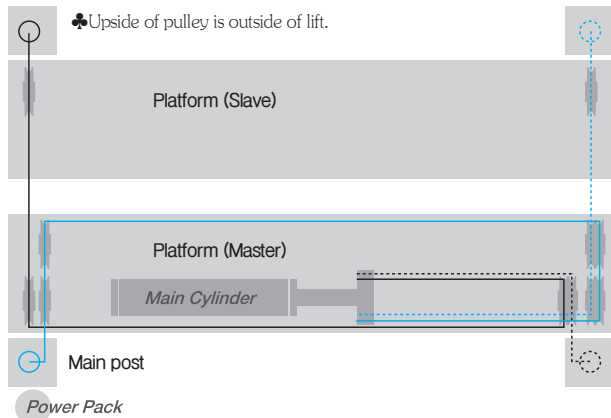 ♣Upside of pulley is outside of lift.
Platform (Slave)
Platform (Master)
Main Cylinder
Main post
Power Pack